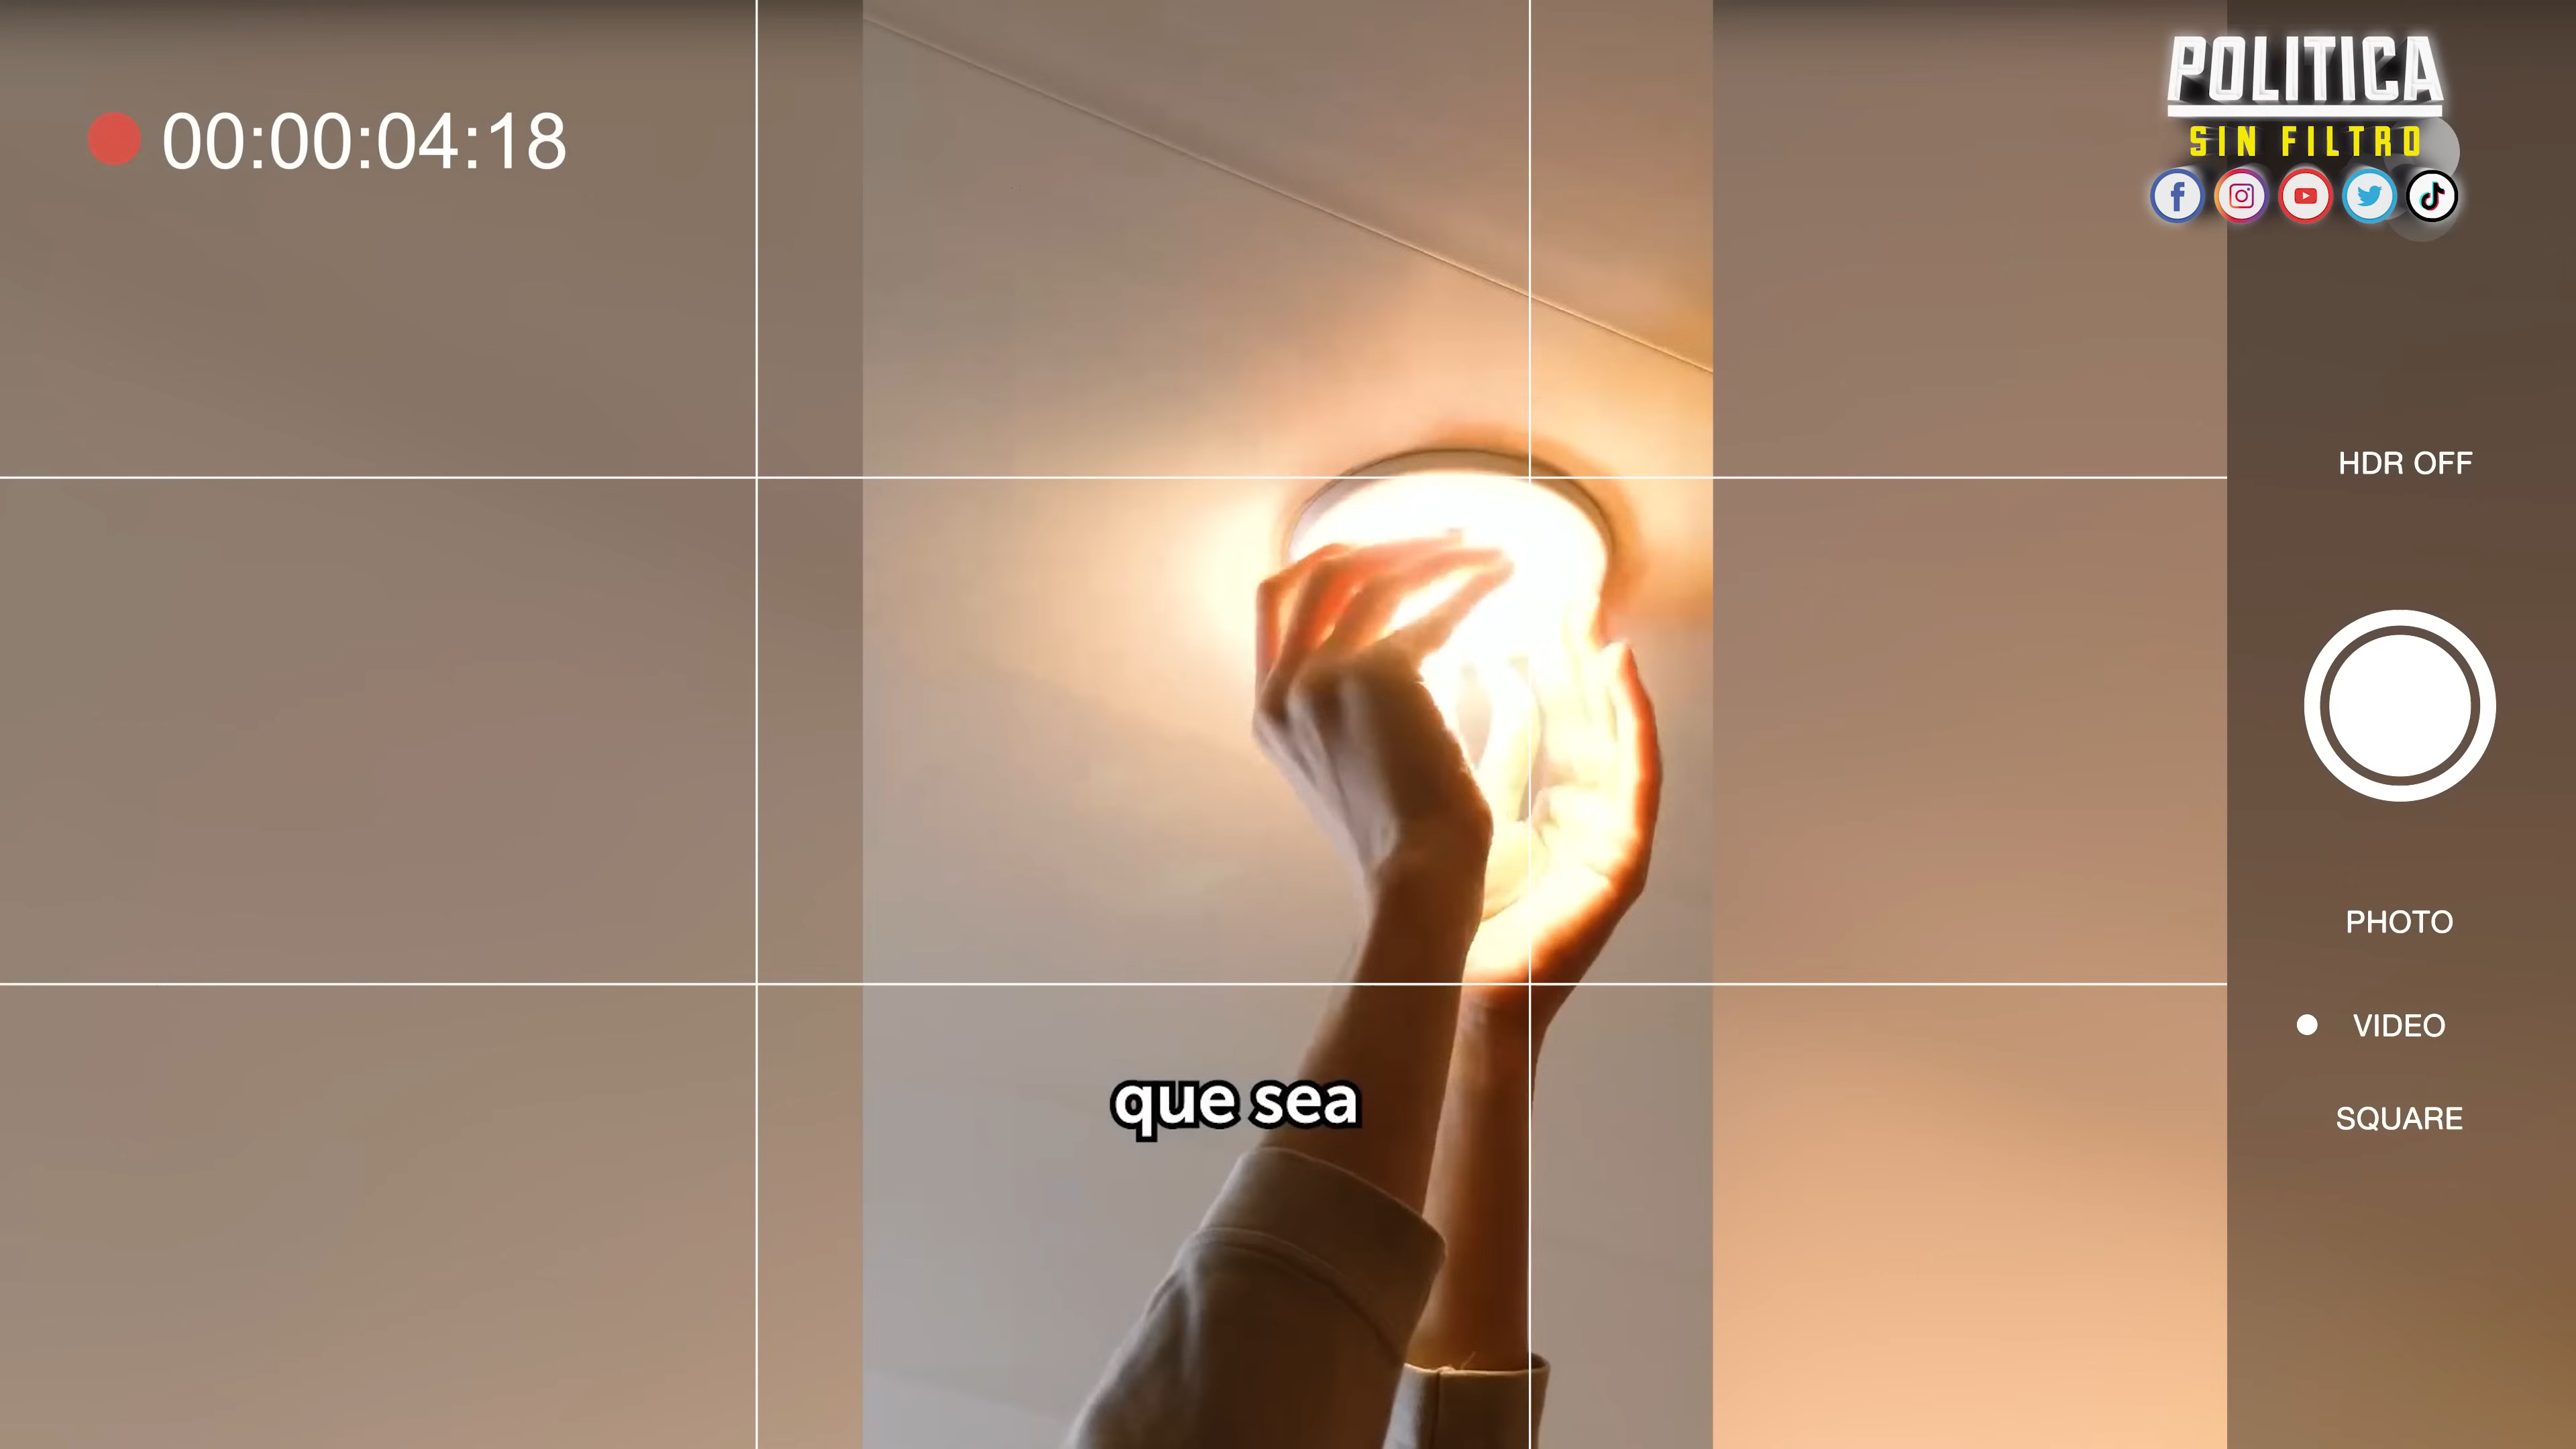 00:00:04:18
POLITICA
SIN FILTRO
HDR OFF
PHOTO
VIDEO
SQUARE
que sea